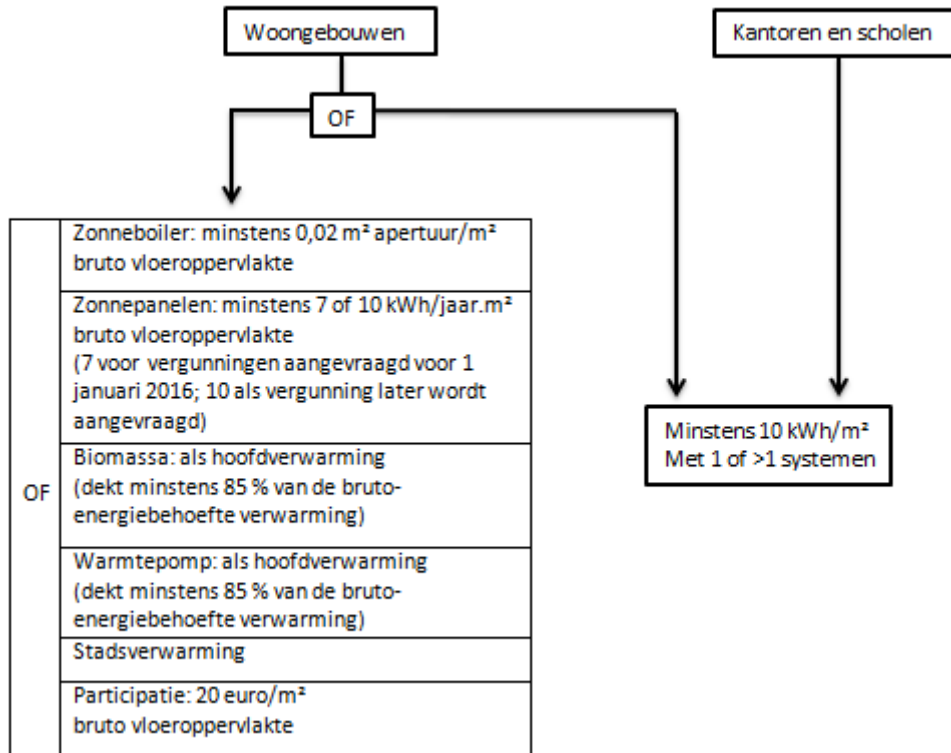 Woongebouwen
Kantoren en scholen
OF
OF
Zonneboiler: minstens 0,02 m² apertuur/m²
bruto vloeroppervlakte
Zonnepanelen: minstens 7 of 10 kWh/jaar.m²
bruto vloeroppervlakte
(7 voor vergunningen aangevraagd voor 1
januari 2016; 10 als vergunning later wordt
aangevraagd)
Biomassa: als hoofdverwarming
(dekt minstens 85 % van de bruto-
energiebehoefte verwarming)
Warmtepomp: als hoofdverwarming
(dekt minstens 85 % van de bruto-
energiebehoefte verwarming)
Stadsverwarming
Participatie: 20 euro/m²
bruto vloeroppervlakte
Minstens 10 kWh/m²
Met 1 of >1 systemen